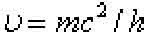 υ = mc² / h